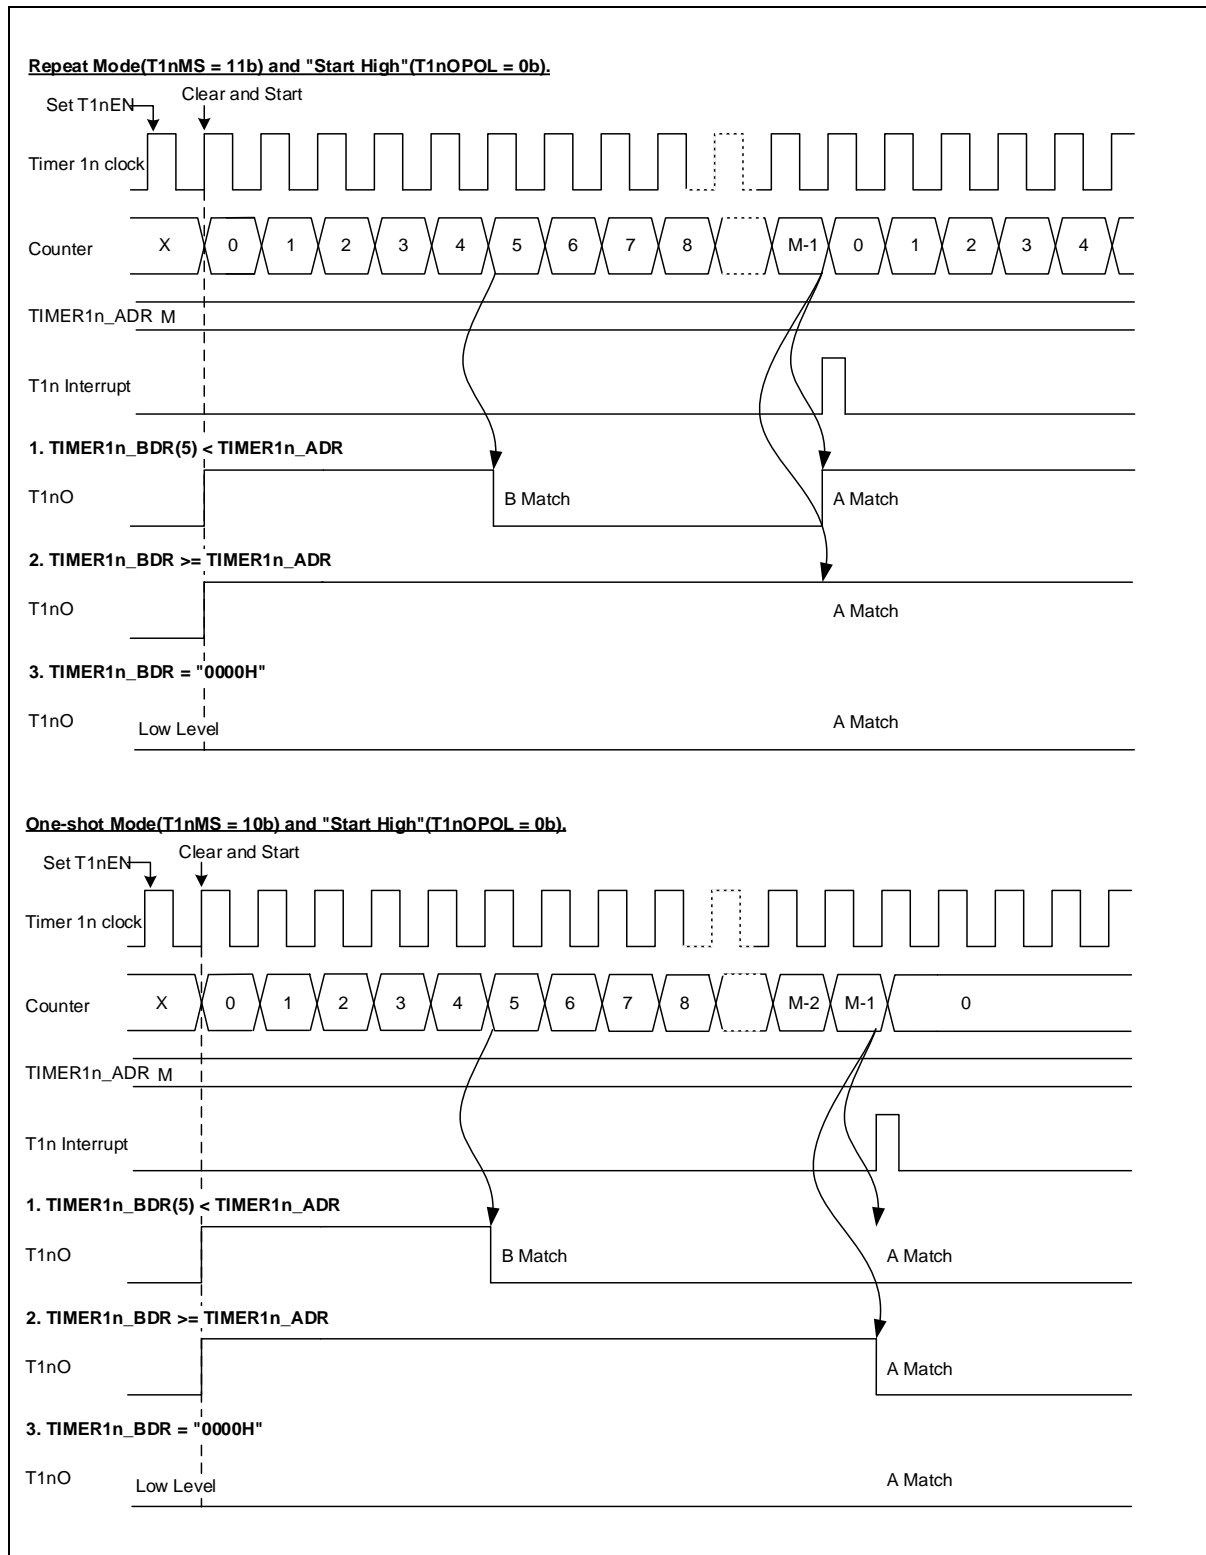 Repeat Mode(T1nMS = 11b) and "Start High"(T1nOPOL = 0b).
Set T1nEN
Clear and Start
Timer 1n clock
Counter X 0 1 2 3 4 5 6 7 8 M-1 0 1 2 3 4
TIMER1n_ADR M
T1n Interrupt
1. TIMER1n_BDR(5) < TIMER1n_ADR
T1nO B Match A Match
2. TIMER1n_BDR >= TIMER1n_ADR
T1nO A Match
3. TIMER1n_BDR = "0000H"
T1nO Low Level A Match
One-shot Mode(T1nMS = 10b) and "Start High"(T1nOPOL = 0b).
Set T1nEN
Clear and Start
Timer 1n clock
Counter X 0 1 2 3 4 5 6 7 8 M-2 M-1 0
TIMER1n_ADR M
T1n Interrupt
1. TIMER1n_BDR(5) < TIMER1n_ADR
T1nO B Match A Match
2. TIMER1n_BDR >= TIMER1n_ADR
T1nO A Match
3. TIMER1n_BDR = "0000H"
T1nO Low Level A Match